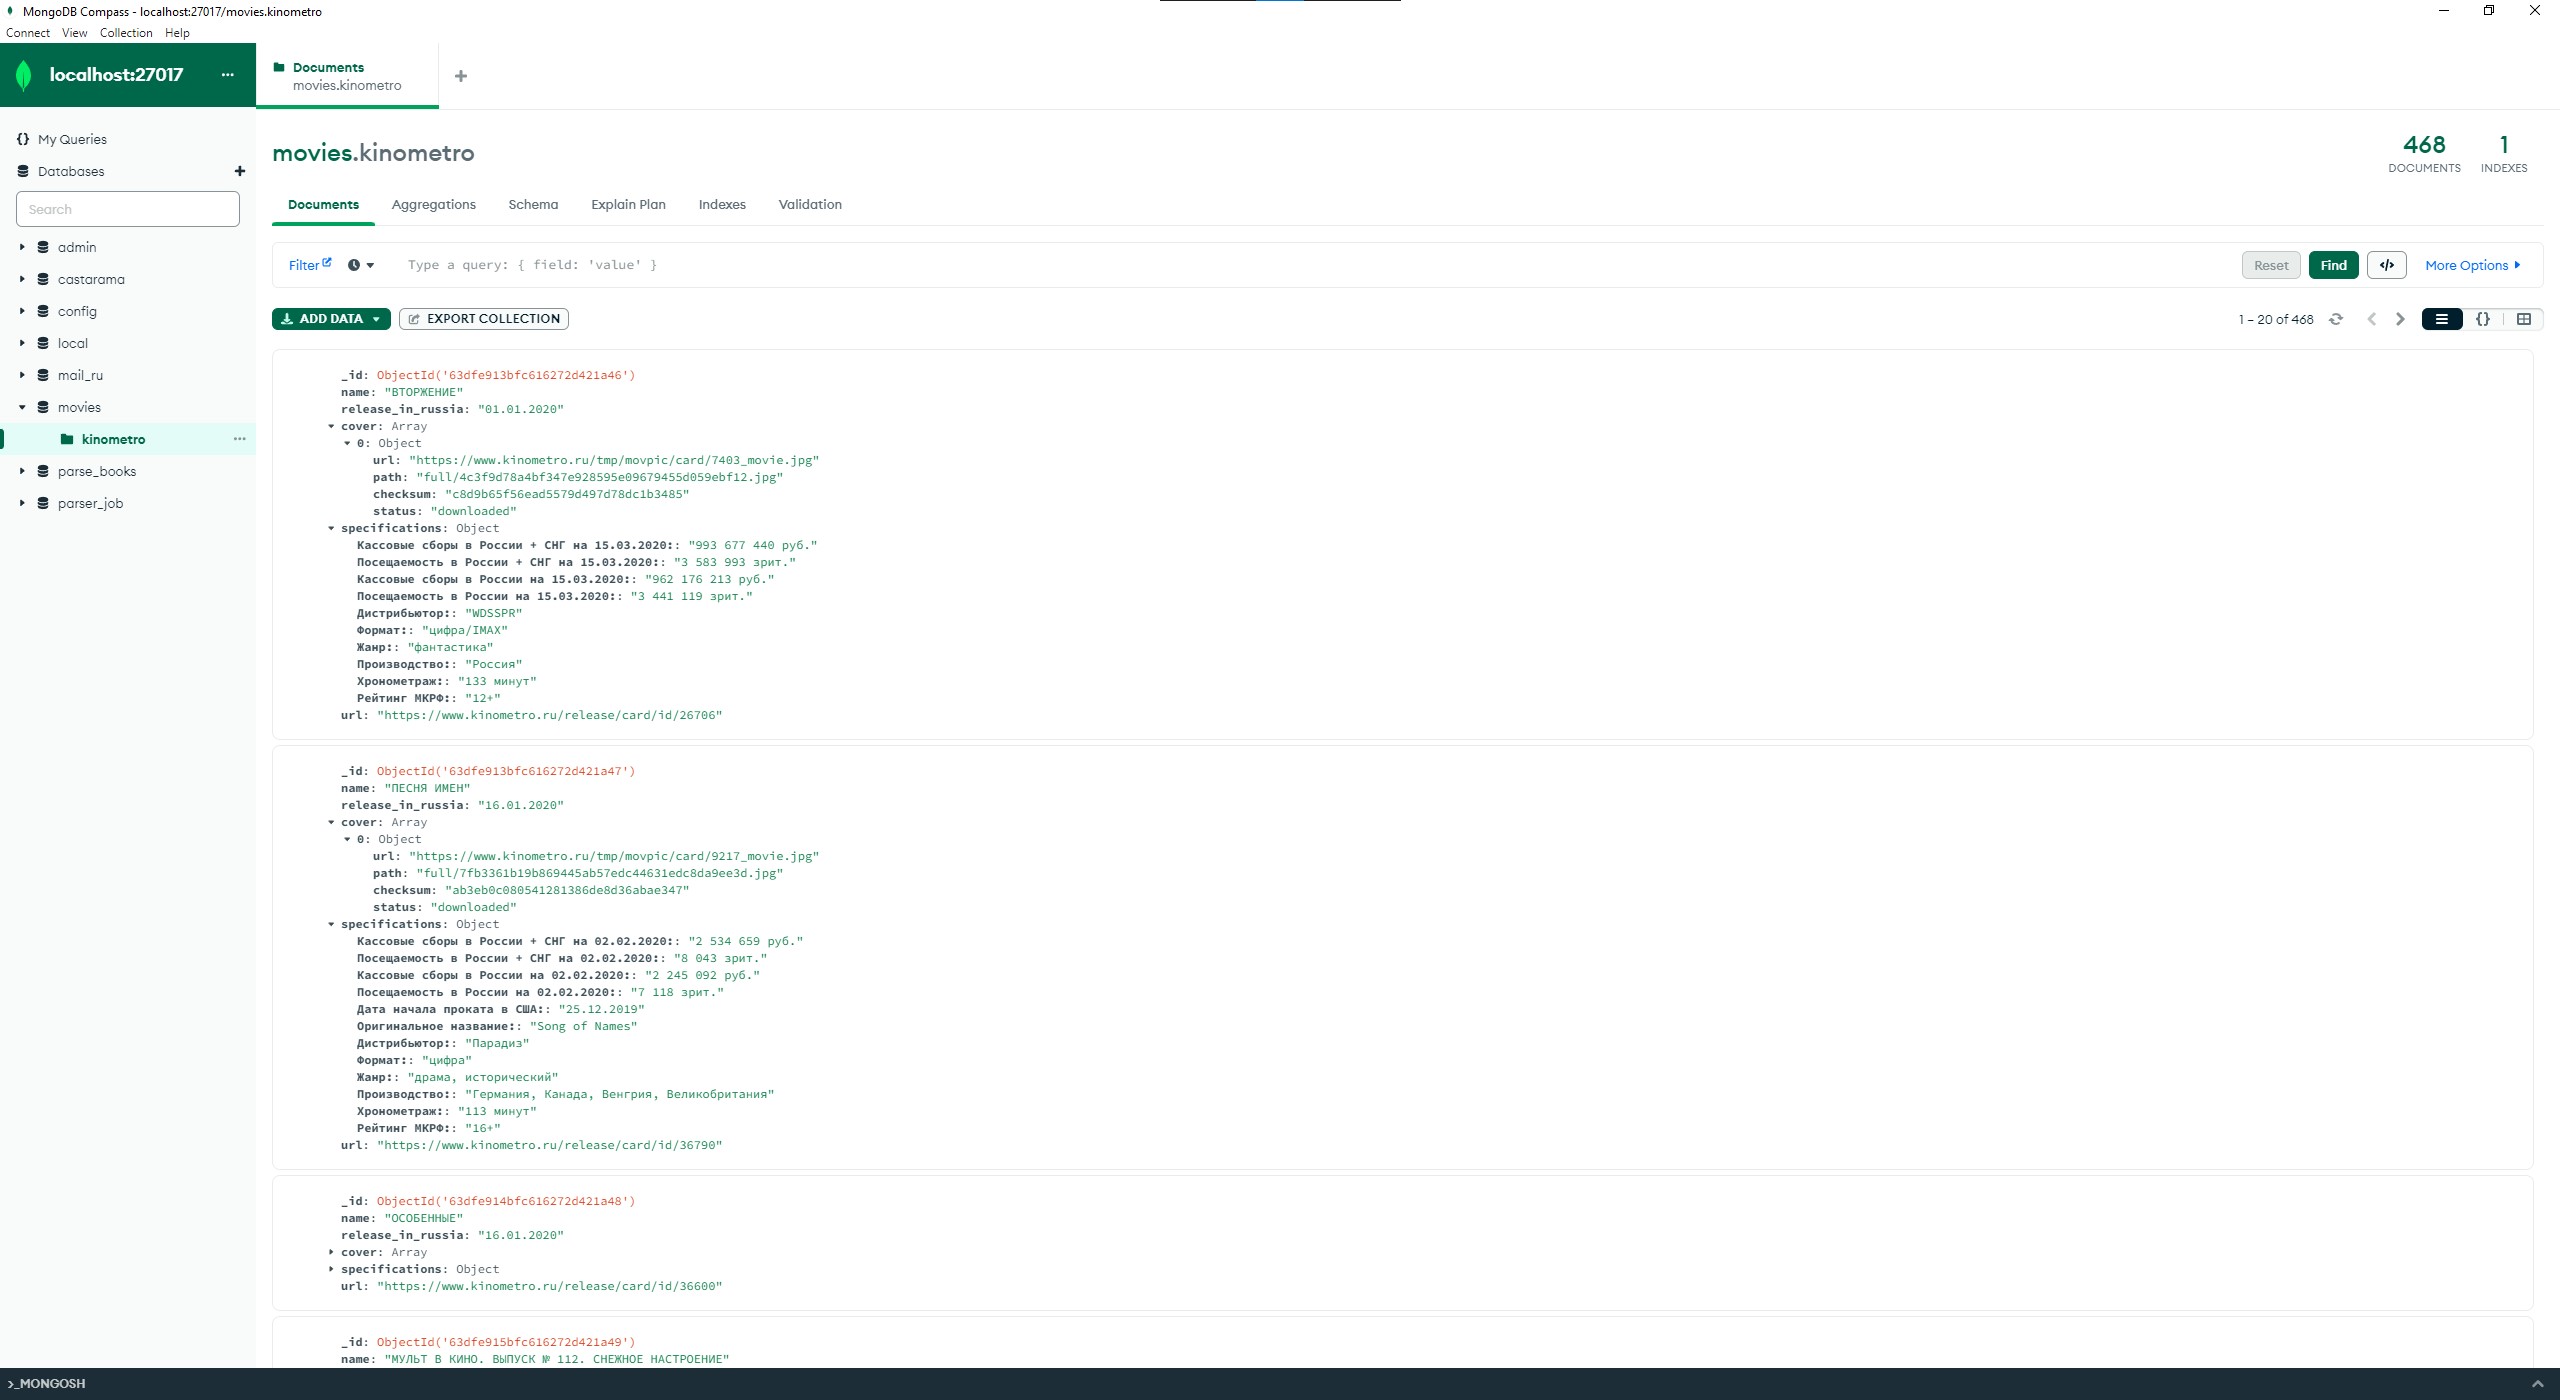 MongoDB Compass - localhost:27017/movies.kinometro
Connect View Collection Help
localhost:27017 ...
Documents
movies.kinometro
+
{} My Queries
Databases +
Search
admin
castarama
config
local
mail_ru
movies
kinometro ...
parse_books
parser_job
movies.kinometro
468
DOCUMENTS
1
INDEXES
Documents Aggregations Schema Explain Plan Indexes Validation
Filter Type a query: { field: 'value' } Reset Find </> More Options
ADD DATA EXPORT COLLECTION 1 – 20 of 468 {}
_id: ObjectId('63dfe913bfc616272d421a46')
name: "ВТОРЖЕНИЕ"
release_in_russia: "01.01.2020"
cover: Array
0: Object
url: "https://www.kinometro.ru/tmp/movpic/card/7403_movie.jpg"
path: "full/4c3f9d78a4bf347e928595e09679455d059ebf12.jpg"
checksum: "c8d9b65f56ead5579d497d78dc1b3485"
status: "downloaded"
specifications: Object
Кассовые сборы в России + СНГ на 15.03.2020:: "993 677 440 руб."
Посещаемость в России + СНГ на 15.03.2020:: "3 583 993 зрит."
Кассовые сборы в России на 15.03.2020:: "962 176 213 руб."
Посещаемость в России на 15.03.2020:: "3 441 119 зрит."
Дистрибьютор:: "WDSSPR"
Формат:: "цифра/IMAX"
Жанр:: "фантастика"
Производство:: "Россия"
Хронометраж:: "133 минут"
Рейтинг МКРФ:: "12+"
url: "https://www.kinometro.ru/release/card/id/26706"
_id: ObjectId('63dfe913bfc616272d421a47')
name: "ПЕСНЯ ИМЕН"
release_in_russia: "16.01.2020"
cover: Array
0: Object
url: "https://www.kinometro.ru/tmp/movpic/card/9217_movie.jpg"
path: "full/7fb3361b19b869445ab57edc44631edc8da9ee3d.jpg"
checksum: "ab3eb0c080541281386de8d36abae347"
status: "downloaded"
specifications: Object
Кассовые сборы в России + СНГ на 02.02.2020:: "2 534 659 руб."
Посещаемость в России + СНГ на 02.02.2020:: "8 043 зрит."
Кассовые сборы в России на 02.02.2020:: "2 245 092 руб."
Посещаемость в России на 02.02.2020:: "7 118 зрит."
Дата начала проката в США:: "25.12.2019"
Оригинальное название:: "Song of Names"
Дистрибьютор:: "Парадиз"
Формат:: "цифра"
Жанр:: "драма, исторический"
Производство:: "Германия, Канада, Венгрия, Великобритания"
Хронометраж:: "113 минут"
Рейтинг МКРФ:: "16+"
url: "https://www.kinometro.ru/release/card/id/36790"
_id: ObjectId('63dfe914bfc616272d421a48')
name: "ОСОБЕННЫЕ"
release_in_russia: "16.01.2020"
cover: Array
specifications: Object
url: "https://www.kinometro.ru/release/card/id/36600"
_id: ObjectId('63dfe915bfc616272d421a49')
name: "МУЛЬТ В КИНО. ВЫПУСК № 112. СНЕЖНОЕ НАСТРОЕНИЕ"
>_MONGOSH